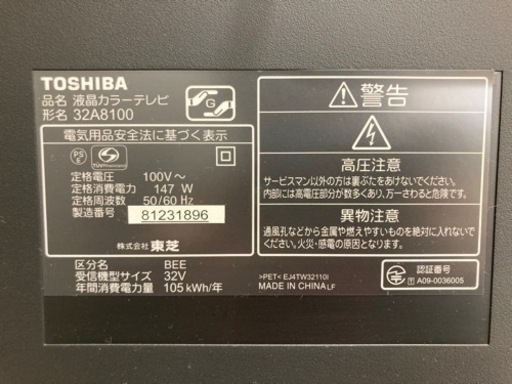 TOSHIBA
品名 液晶カラーテレビ
形名 32A8100
G
電気用品安全法に基づく表示
PS
E
S
定格電圧 100V～
定格消費電力 147 W
定格周波数 50/60 Hz
製造番号 81231896
株式会社 東芝
区分名 BEE
受信機型サイズ 32V
年間消費電力量 105 kWh/年
警告
高圧注意
サービスマン以外の方は裏ぶたをあけないでください。
内部には高電圧部分が数多くあり、万一さわると危険です。
異物注意
通風孔などから金属や燃えやすいものを絶対に入れないで
ください。火災・感電の原因となります。
>PET< EJ4TW32110I
MADE IN CHINA LF
認証番号
T A09-0036005